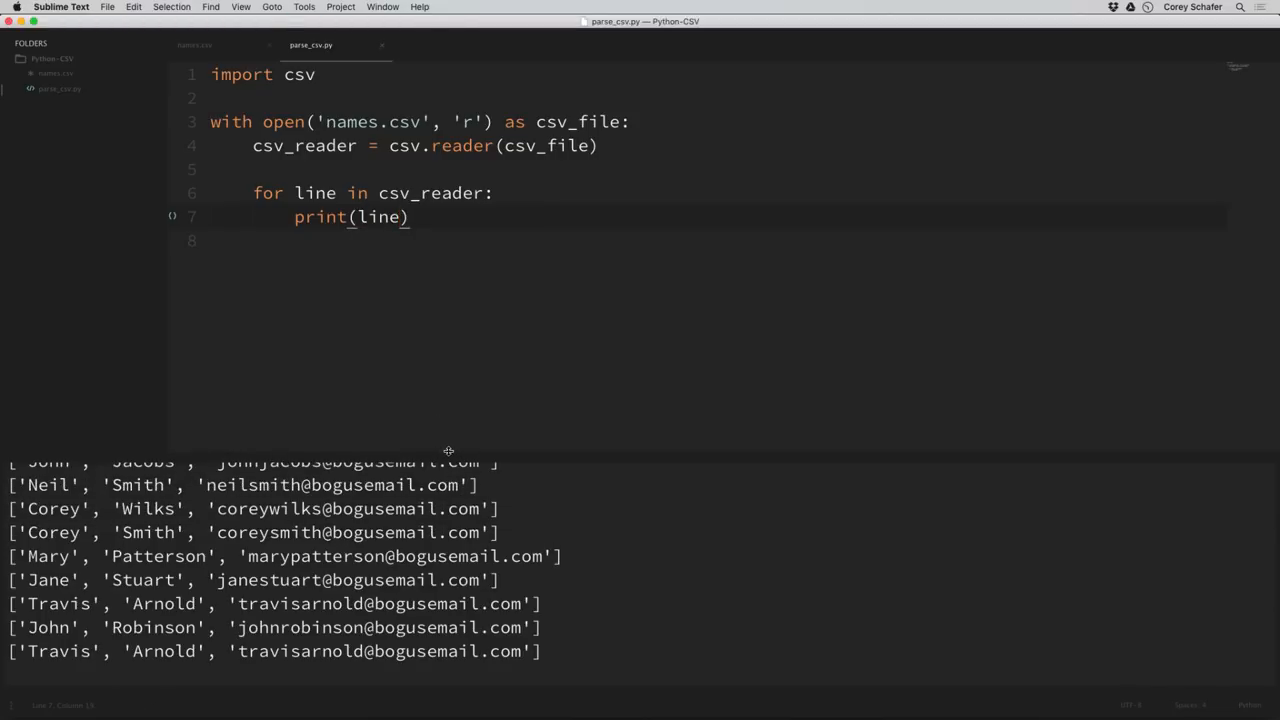 Sublime Text File Edit Selection Find View Goto Tools Project Window Help Corey Schafer
parse_csv.py — Python-CSV
FOLDERS
Python-CSV
names.csv
parse_csv.py
names.csv parse_csv.py
1 import csv
2
3 with open('names.csv', 'r') as csv_file:
4 csv_reader = csv.reader(csv_file)
5
6 for line in csv_reader:
7 print(line)
8
['John', 'Jacobs', 'johnjacobs@bogusemail.com']
['Neil', 'Smith', 'neilsmith@bogusemail.com']
['Corey', 'Wilks', 'coreywilks@bogusemail.com']
['Corey', 'Smith', 'coreysmith@bogusemail.com']
['Mary', 'Patterson', 'marypatterson@bogusemail.com']
['Jane', 'Stuart', 'janestuart@bogusemail.com']
['Travis', 'Arnold', 'travisarnold@bogusemail.com']
['John', 'Robinson', 'johnrobinson@bogusemail.com']
['Travis', 'Arnold', 'travisarnold@bogusemail.com']
Line 7, Column 19 UTF-8 Spaces: 4 Python